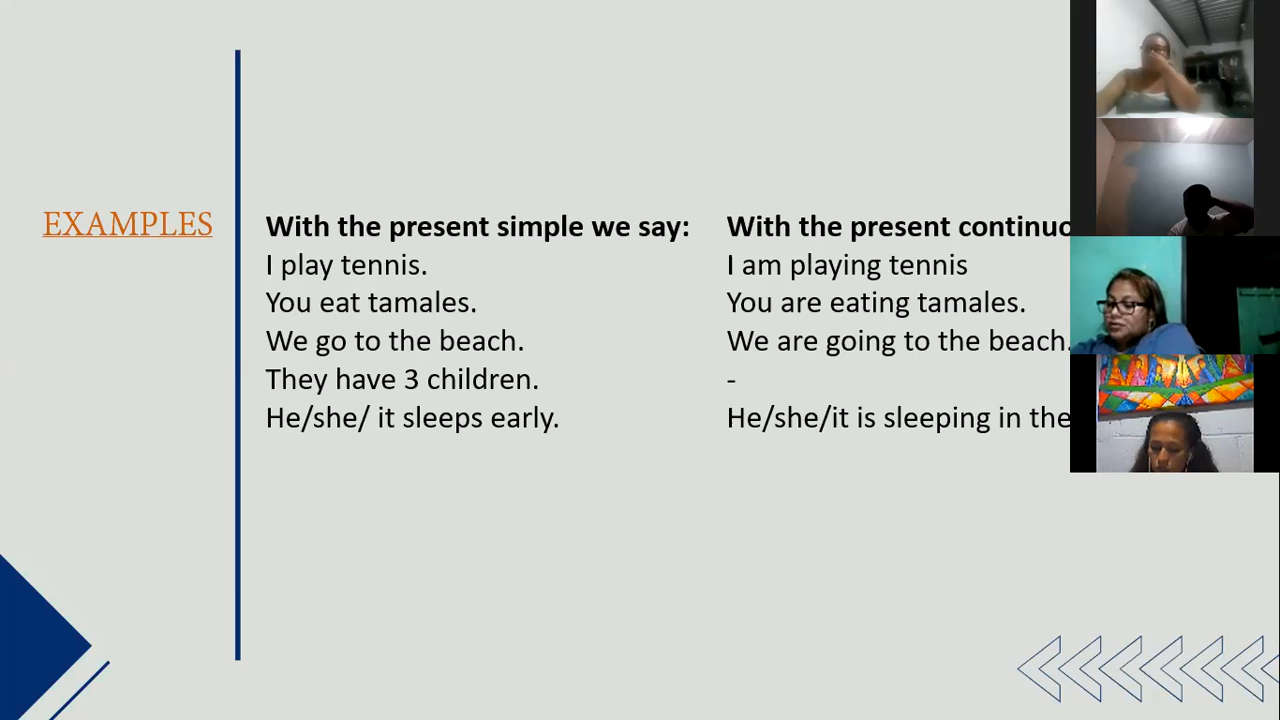 EXAMPLES
With the present simple we say:
I play tennis.
You eat tamales.
We go to the beach.
They have 3 children.
He/she/ it sleeps early.
With the present
I am playing tennis
You are eating tamales.
We are going to the beach.
-
He/she/it is sleeping in the